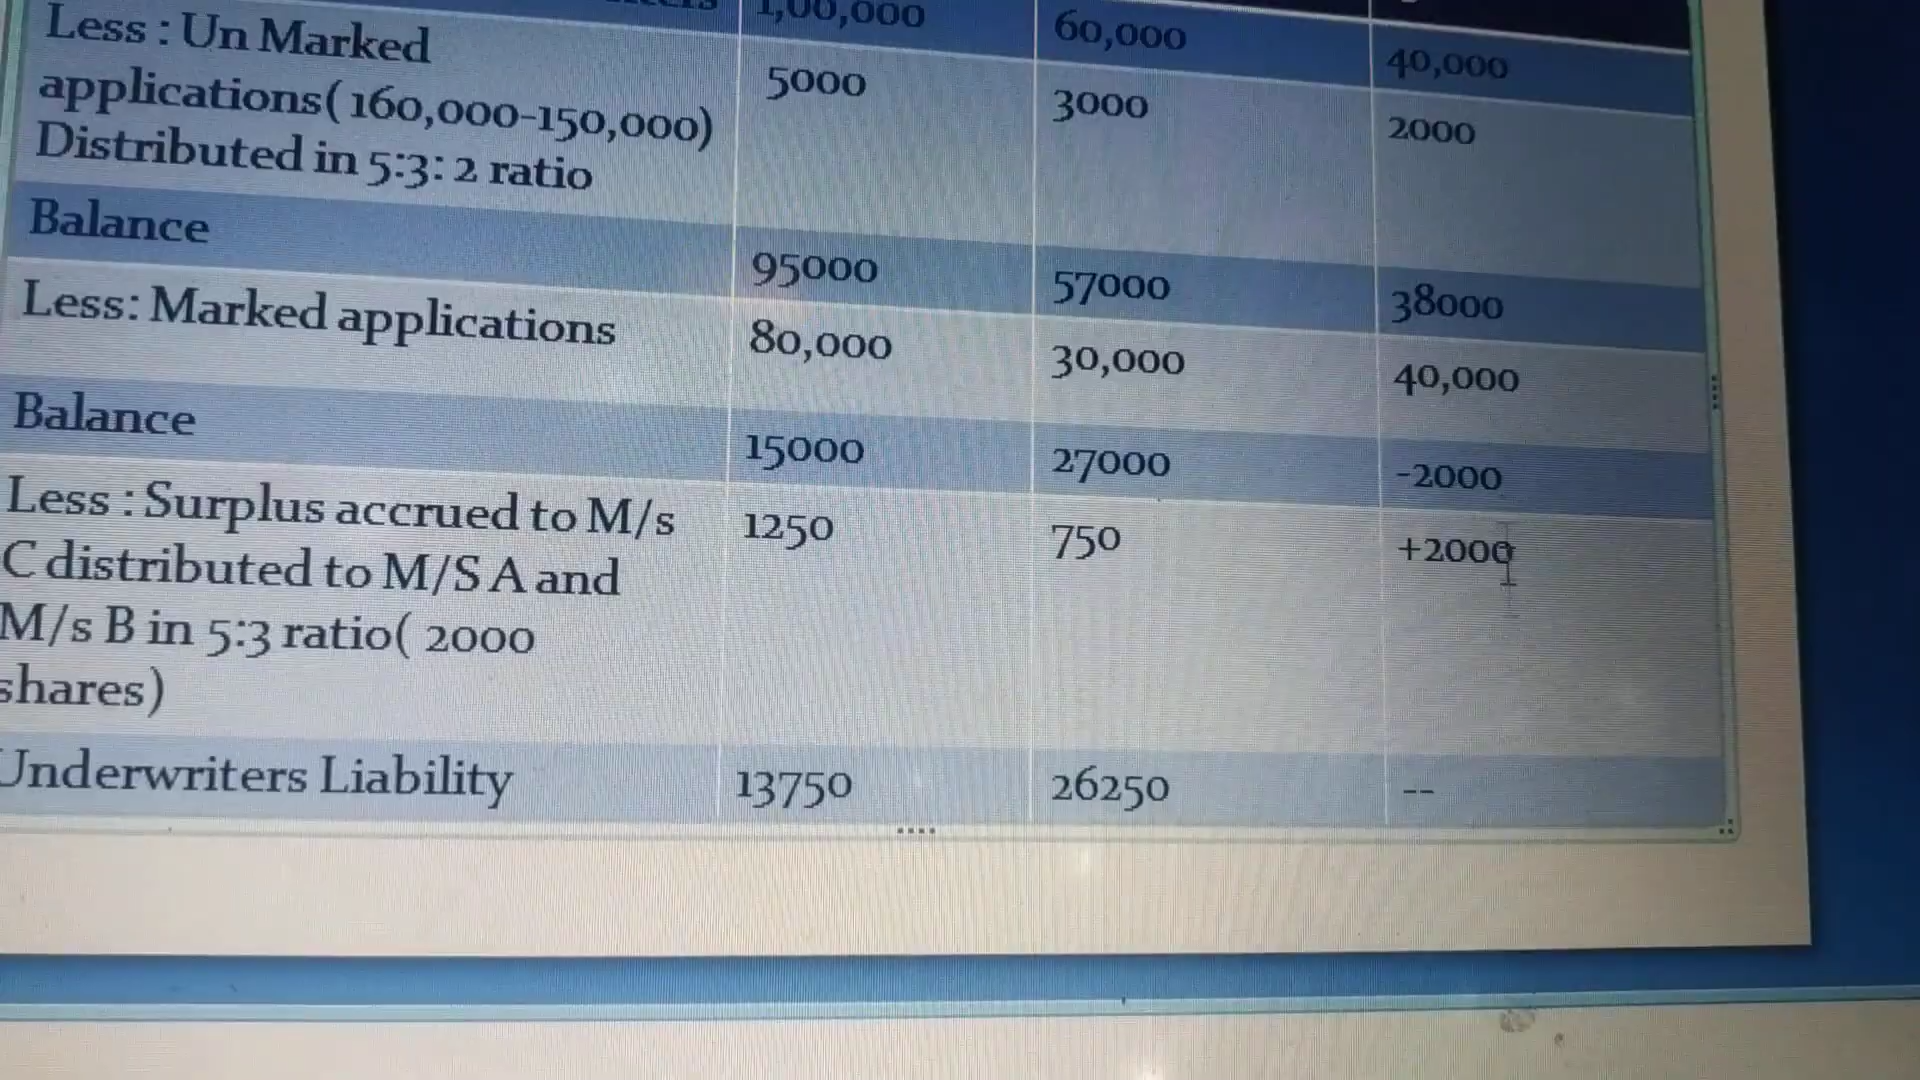 1,00,000 60,000 40,000
Less : Un Marked 5000 3000 2000
applications( 160,000-150,000)
Distributed in 5:3: 2 ratio
Balance 95000 57000 38000
Less: Marked applications 80,000 30,000 40,000
Balance 15000 27000 -2000
Less : Surplus accrued to M/s 1250 750 +2000
C distributed to M/S A and
M/s B in 5:3 ratio( 2000
shares)
Underwriters Liability 13750 26250 --